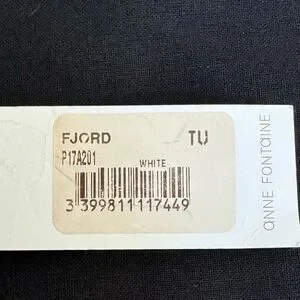 FJORD TU
P17A201
WHITE
3 399811 117449
ANNE FONTAINE